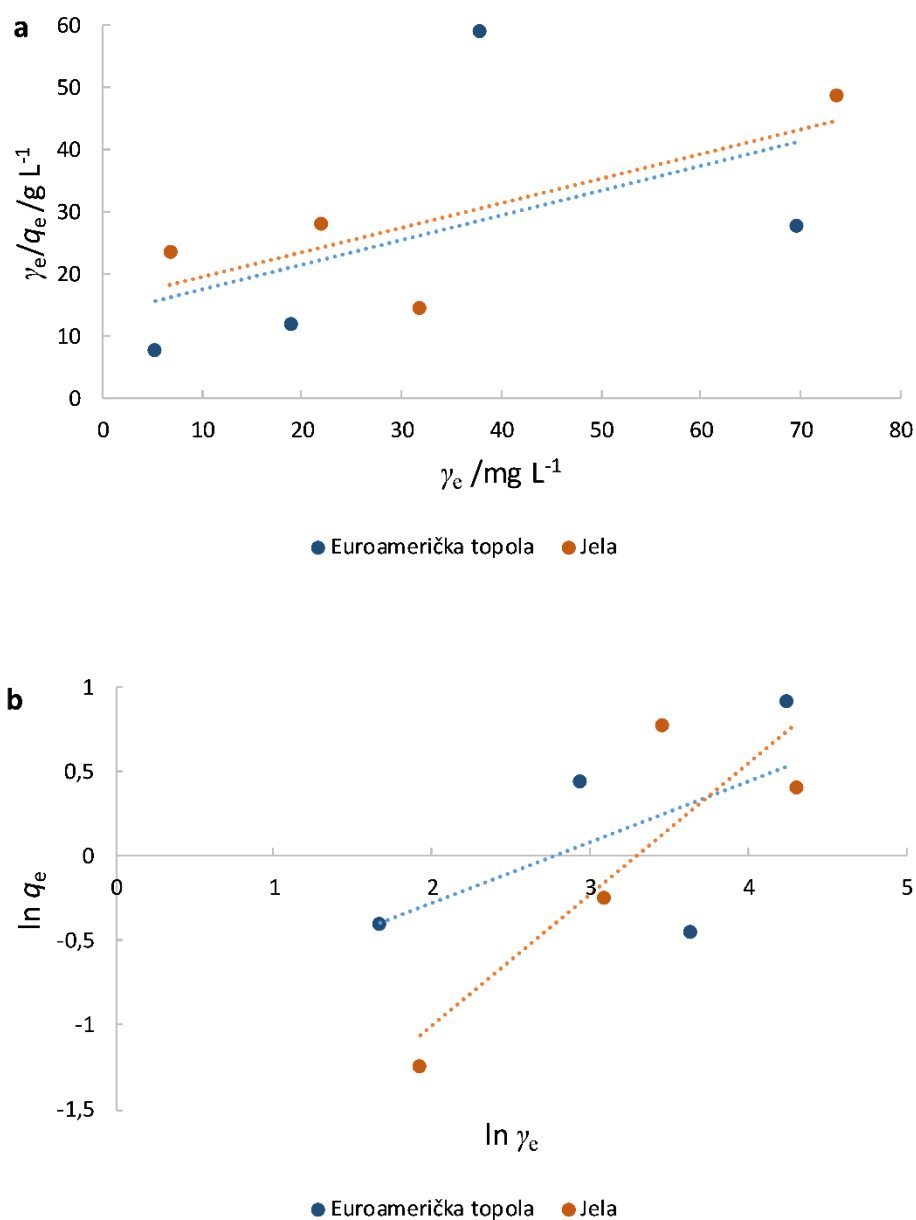 a
60
50
40
30
20
10
0
γe/qe /g L-1
0 10 20 30 40 50 60 70 80
γe /mg L-1
Euroamerička topola Jela
b
1
0,5
0
-0,5
-1
-1,5
ln qe
0 1 2 3 4 5
ln γe
Euroamerička topola Jela